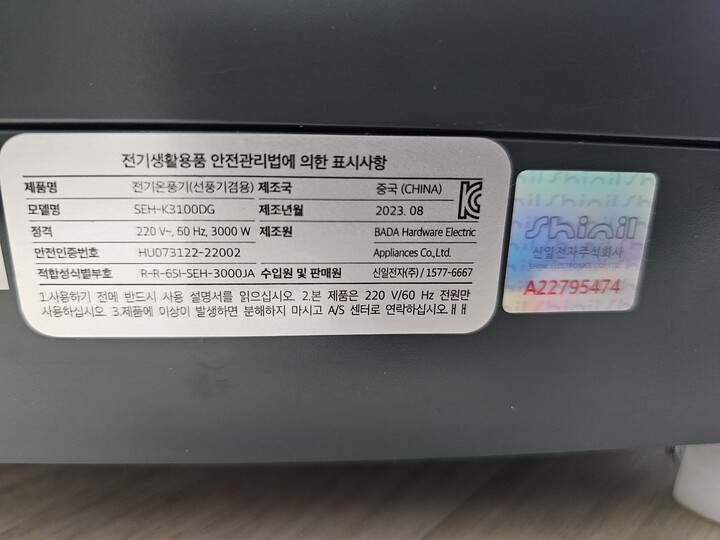 전기생활용품 안전관리법에 의한 표시사항
제품명 전기온풍기(선풍기겸용) 제조국 중국 (CHINA)
모델명 SEH-K3100DG 제조년월 2023. 08
정격 220 V~, 60 Hz, 3000 W 제조원 BADA Hardware Electric
안전인증번호 HU073122-22002 Appliances Co.,Ltd.
적합성식별부호 R-R-6SI-SEH-3000JA 수입원 및 판매원 신일전자(주) / 1577-6667
1.사용하기 전에 반드시 사용 설명서를 읽으십시오. 2.본 제품은 220 V/60 Hz 전원만
사용하십시오. 3.제품에 이상이 발생하면 분해하지 마시고 A/S 센터로 연락하십시오.
Shinil
신일전자주식회사
SHINIL ELECTRONICS CO., LTD
A22795474